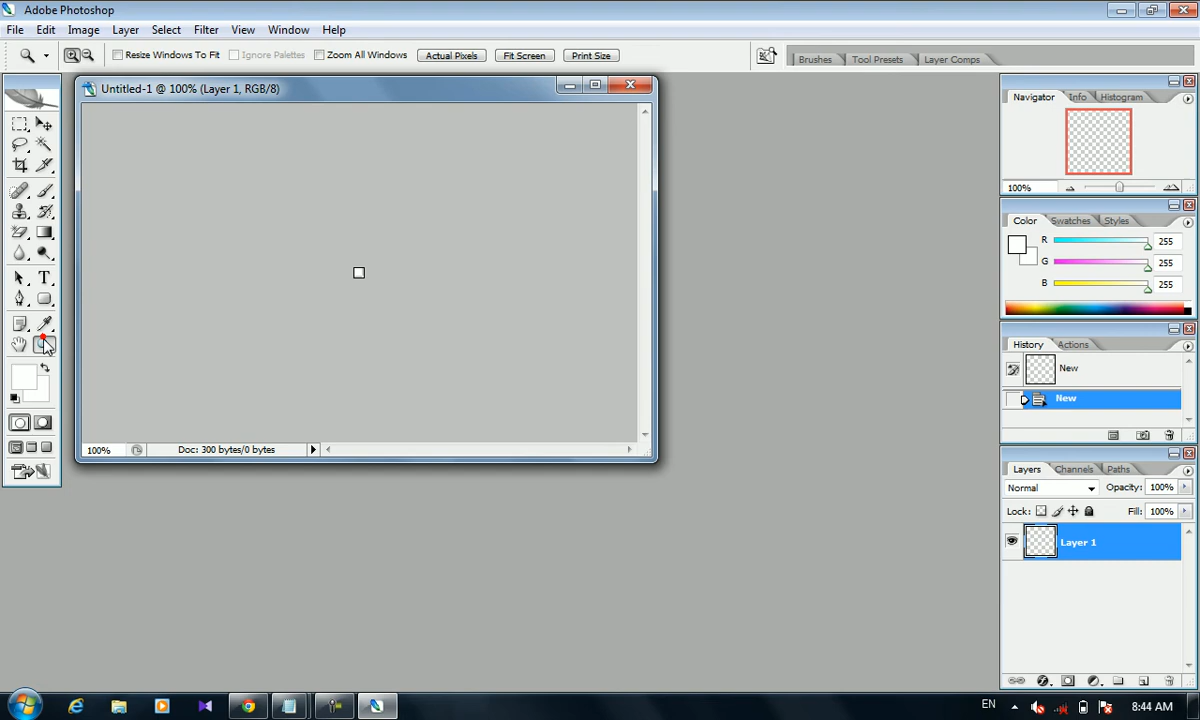 Adobe Photoshop
File Edit Image Layer Select Filter View Window Help
Resize Windows To Fit Ignore Palettes Zoom All Windows Actual Pixels Fit Screen Print Size Brushes Tool Presets Layer Comps
Untitled-1 @ 100% (Layer 1, RGB/8)
T
100% Doc: 300 bytes/0 bytes
Navigator Info Histogram
100%
Color Swatches Styles
R 255
G 255
B 255
History Actions
New
New
Layers Channels Paths
Normal Opacity: 100%
Lock: Fill: 100%
Layer 1
EN 8:44 AM